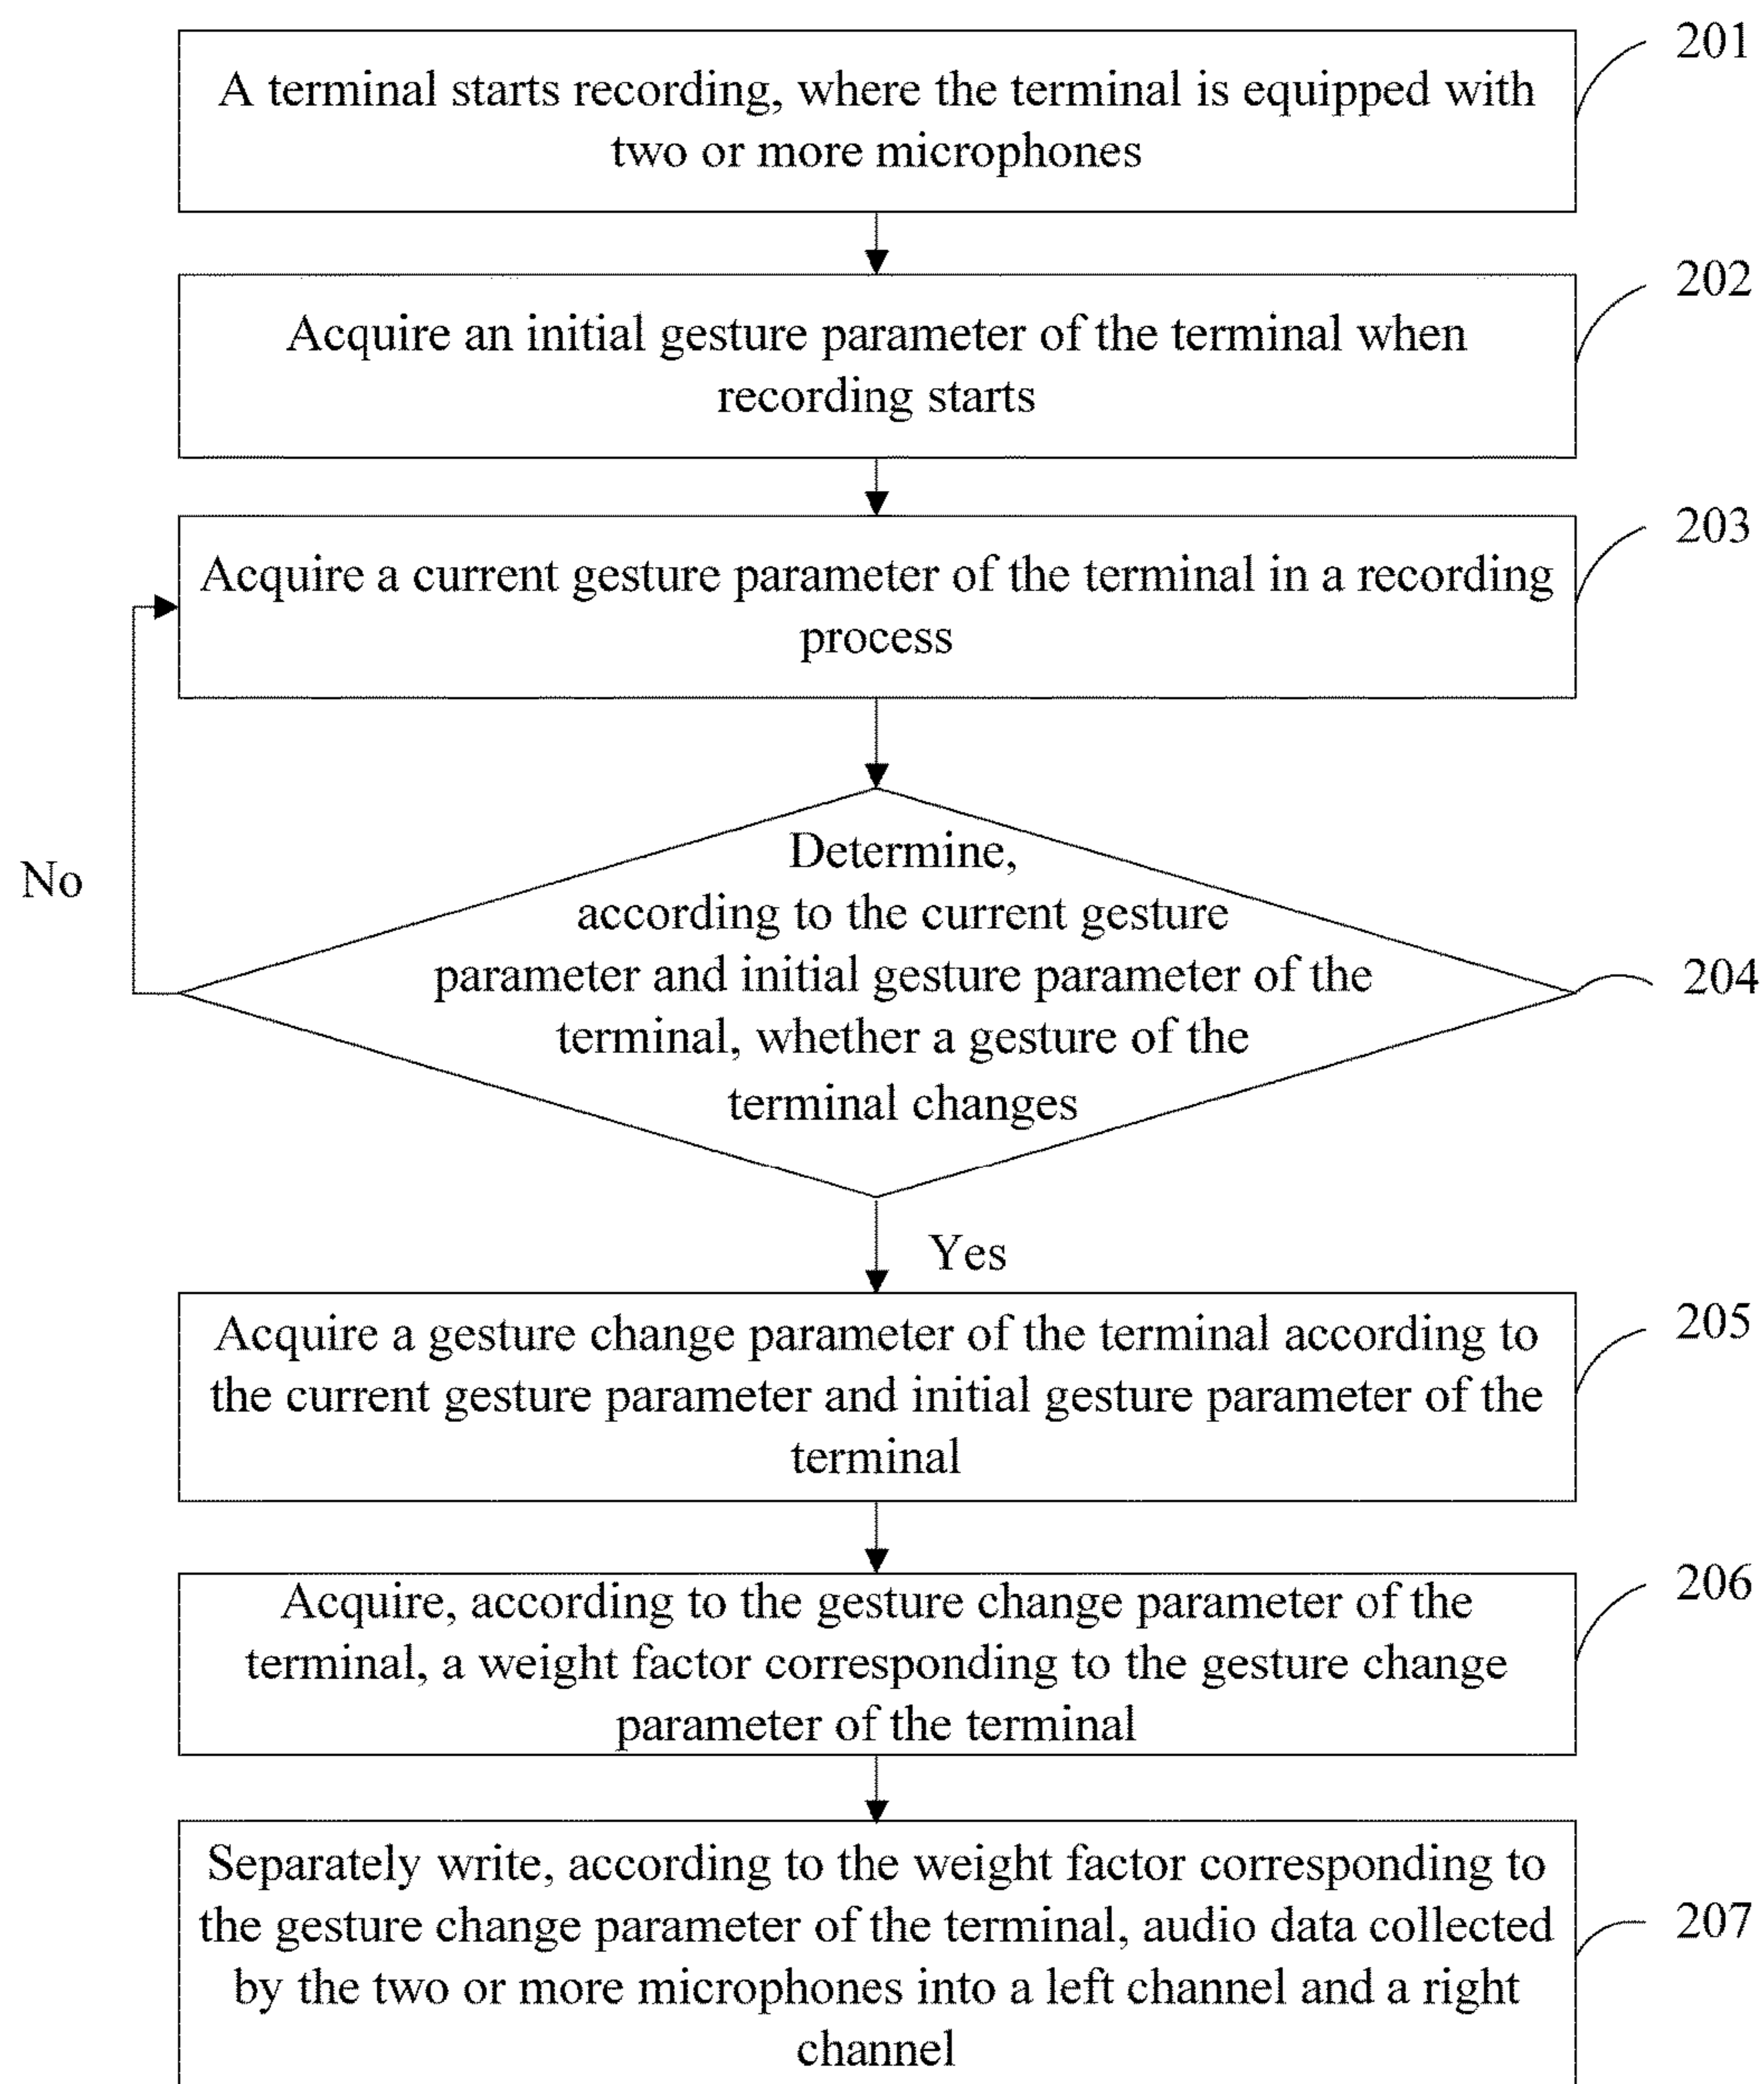 201
A terminal starts recording, where the terminal is equipped with
two or more microphones
202
Acquire an initial gesture parameter of the terminal when
recording starts
203
Acquire a current gesture parameter of the terminal in a recording
process
No
Determine,
according to the current gesture
parameter and initial gesture parameter of the
terminal, whether a gesture of the
terminal changes
204
Yes
205
Acquire a gesture change parameter of the terminal according to
the current gesture parameter and initial gesture parameter of the
terminal
206
Acquire, according to the gesture change parameter of the
terminal, a weight factor corresponding to the gesture change
parameter of the terminal
Separately write, according to the weight factor corresponding to
the gesture change parameter of the terminal, audio data collected
by the two or more microphones into a left channel and a right
channel
207